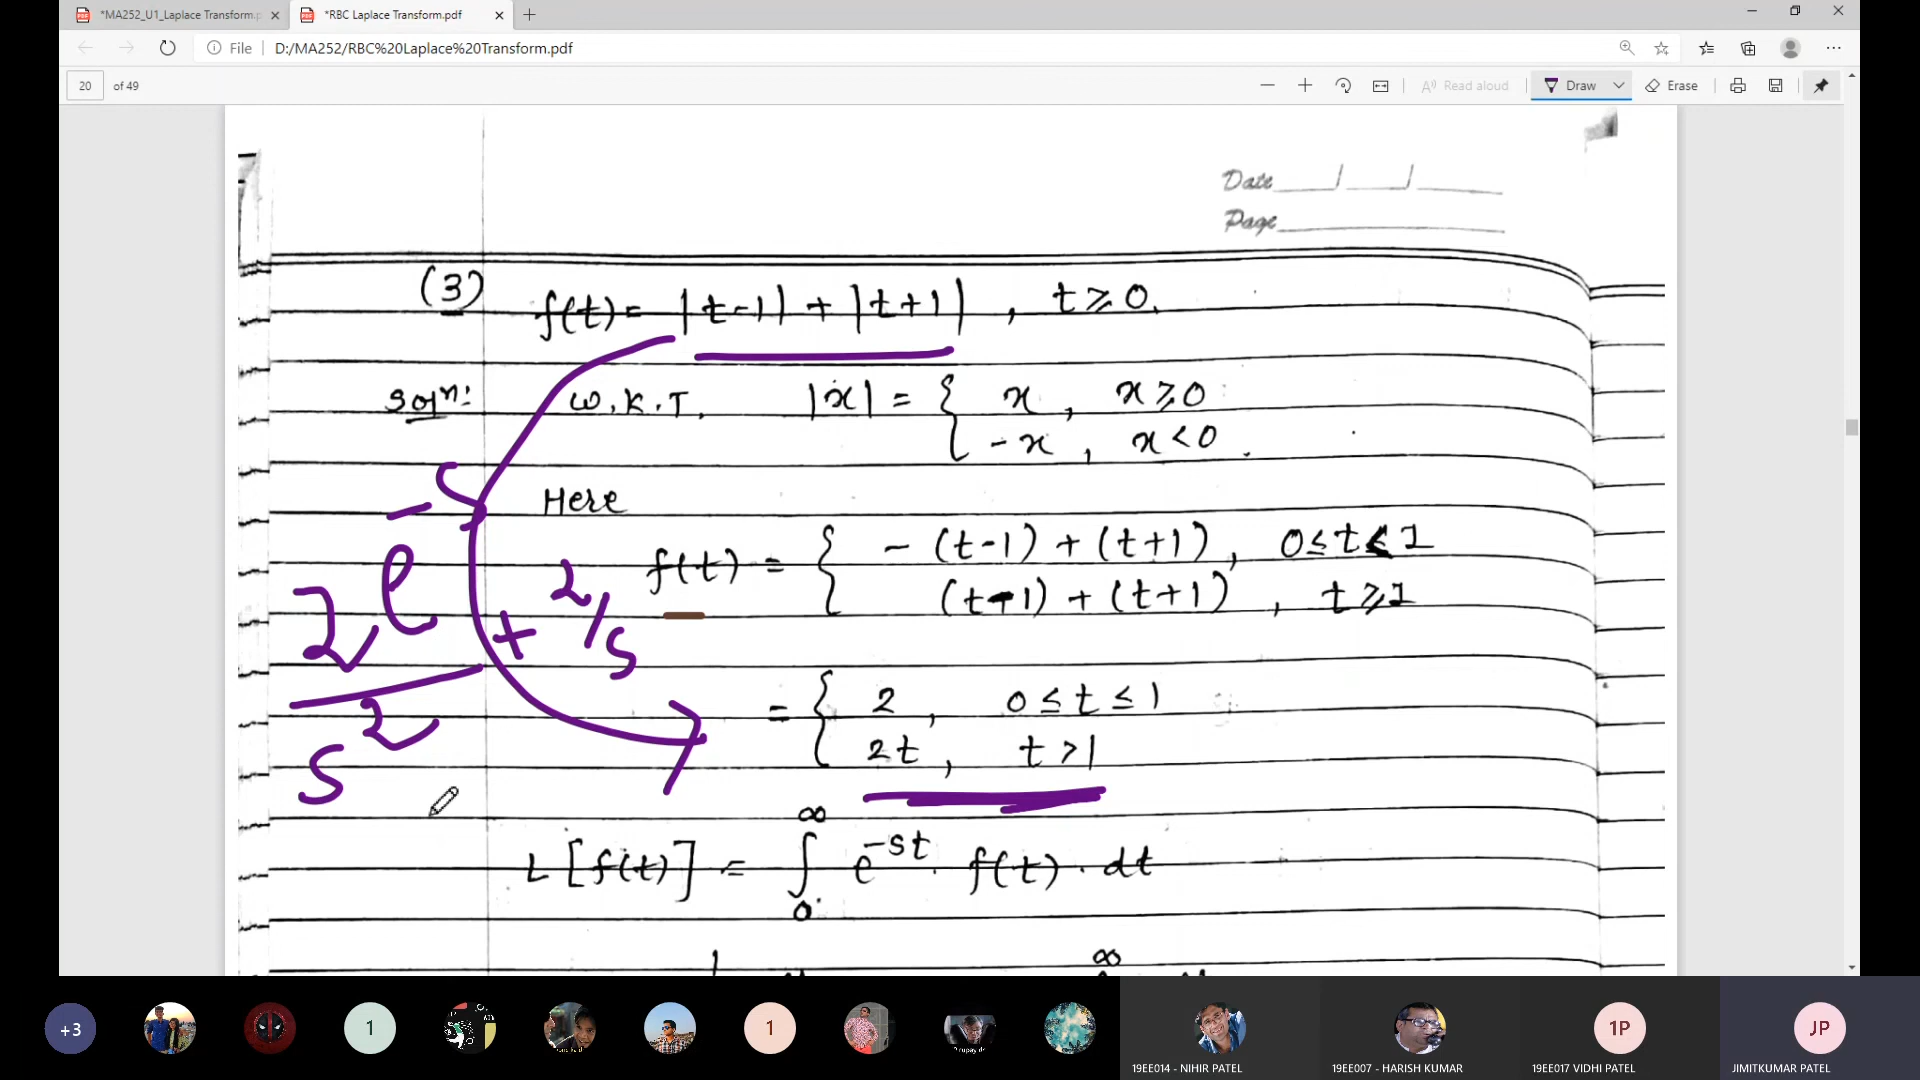 *MA252_U1_Laplace Transform.p
*RBC Laplace Transform.pdf
File D:/MA252/RBC%20Laplace%20Transform.pdf
20 of 49
Read aloud Draw Erase
Date / /
Page
(3) f(t) = |t-1| + |t+1| , t ≥ 0.
Soln: W.K.T. |x| = { x , x ≥ 0
-x , x < 0 .
Here
f(t) = { - (t-1) + (t+1) , 0 ≤ t < 1
(t-1) + (t+1) , t ≥ 1
2e^-s / s^2 + 2/s
= { 2 , 0 ≤ t ≤ 1
2t , t > 1
L [f(t)] = ∫_0^∞ e^-st . f(t) . dt
∞
+3 1 1 1P JP
19EE014 - NIHIR PATEL 19EE007 - HARISH KUMAR 19EE017 VIDHI PATEL JIMITKUMAR PATEL